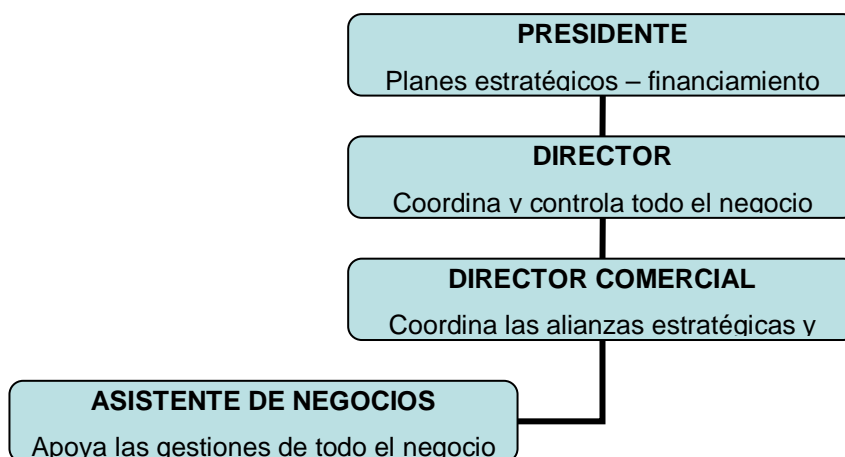 PRESIDENTE
Planes estratégicos – financiamiento
DIRECTOR
Coordina y controla todo el negocio
DIRECTOR COMERCIAL
Coordina las alianzas estratégicas y
ASISTENTE DE NEGOCIOS
Apoya las gestiones de todo el negocio